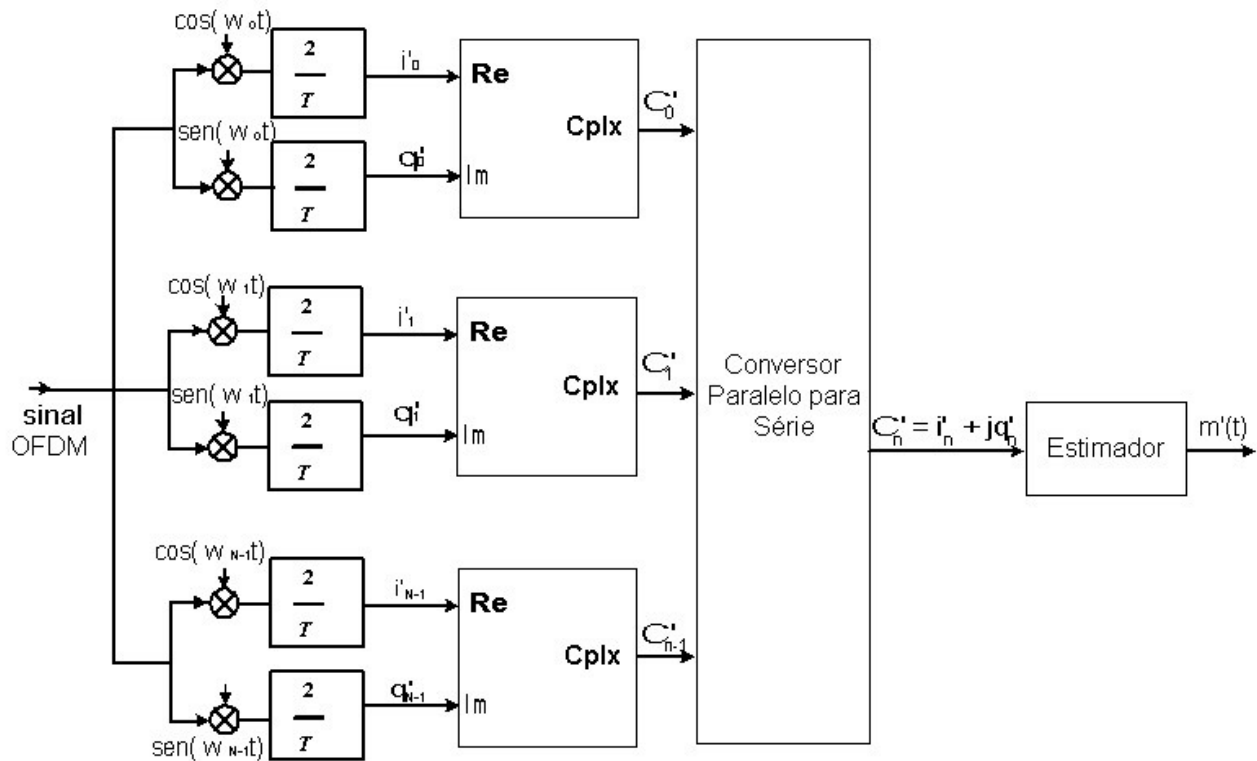 cos(w₀t)
2
T
i'₀
Re
C'₀
Cplx
sen(w₀t)
2
T
q'₀
Im
cos(w₁t)
2
T
i'₁
Re
C'₁
Cplx
sinal
OFDM
sen(w₁t)
2
T
q'₁
Im
Conversor
Paralelo para
Série
C'ₙ = i'ₙ + jq'ₙ
Estimador
m'(t)
cos(w N-1t)
2
T
i'N-1
Re
C'n-1
Cplx
2
T
q'N-1
Im
sen(w N-1t)